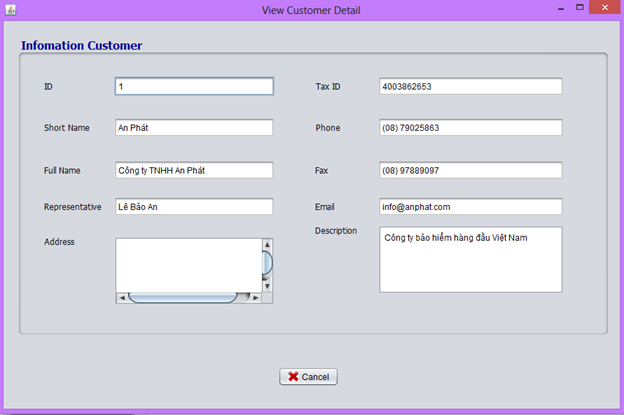 View Customer Detail
Infomation Customer
ID 1
Tax ID 4003862653
Short Name An Phát
Phone (08) 79025863
Full Name Công ty TNHH An Phát
Fax (08) 97889097
Representative Lê Bảo An
Email info@anphat.com
Address
Description Công ty bảo hiểm hàng đầu Việt Nam
Cancel